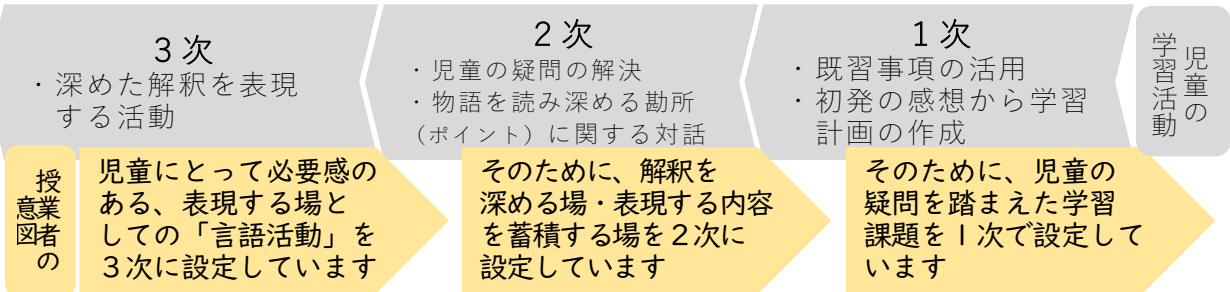 児童の
学習活動
1次
・既習事項の活用
・初発の感想から学習
計画の作成
2次
・児童の疑問の解決
・物語を読み深める勘所
(ポイント)に関する対話
3次
・深めた解釈を表現
する活動
授業者の
意図
児童にとって必要感の
ある、表現する場と
しての「言語活動」を
3次に設定しています
そのために、解釈を
深める場・表現する内容
を蓄積する場を2次に
設定しています
そのために、児童の
疑問を踏まえた学習
課題を1次で設定して
います